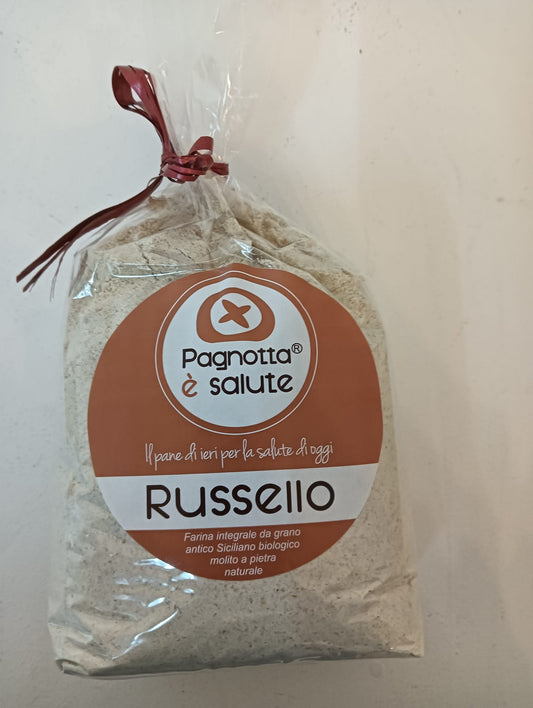 Pagnotta®
è salute
Il pane di ieri per la salute di oggi
Russello
Farina integrale da grano
antico Siciliano biologico
molito a pietra
naturale